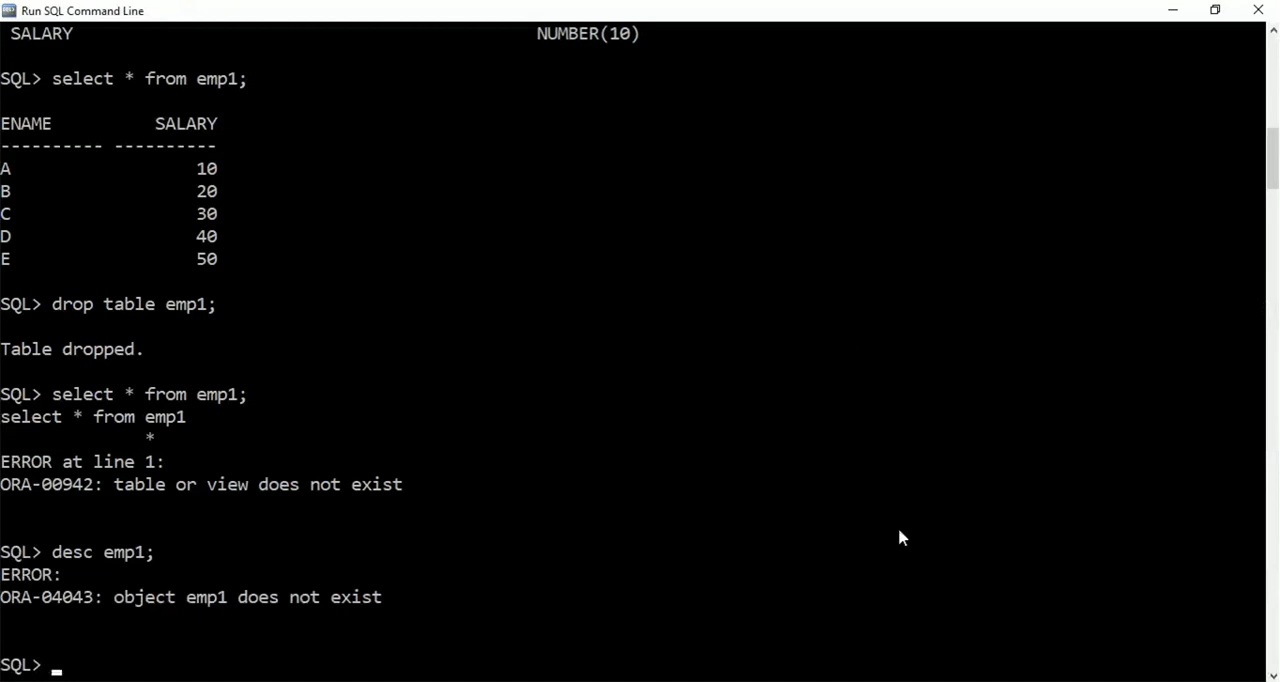 Run SQL Command Line
SALARY NUMBER(10)
SQL> select * from emp1;
ENAME SALARY
---------- ----------
A 10
B 20
C 30
D 40
E 50
SQL> drop table emp1;
Table dropped.
SQL> select * from emp1;
select * from emp1
*
ERROR at line 1:
ORA-00942: table or view does not exist
SQL> desc emp1;
ERROR:
ORA-04043: object emp1 does not exist
SQL> _